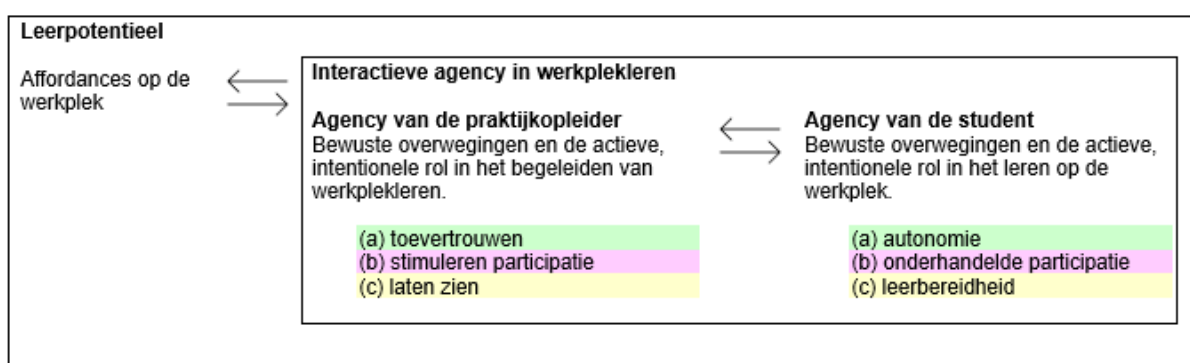 Leerpotentieel
Affordances op de
werkplek
Interactieve agency in werkplekleren
Agency van de praktijkopleider
Bewuste overwegingen en de actieve,
intentionele rol in het begeleiden van
werkplekleren.
(a) toevertrouwen
(b) stimuleren participatie
(c) laten zien
Agency van de student
Bewuste overwegingen en de actieve,
intentionele rol in het leren op de
werkplek.
(a) autonomie
(b) onderhandelde participatie
(c) leerbereidheid